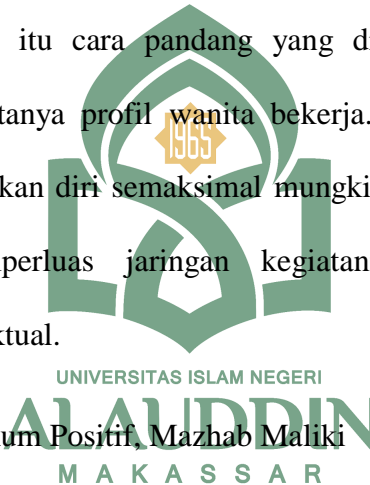 itu cara pandang yang di
tanya profil wanita bekerja.
1965
kan diri semaksimal mungki
perluas jaringan kegiatan
ktual.
UNIVERSITAS ISLAM NEGERI
ALAUDDIN
um Positif, Mazhab Maliki
M A K A S S A R